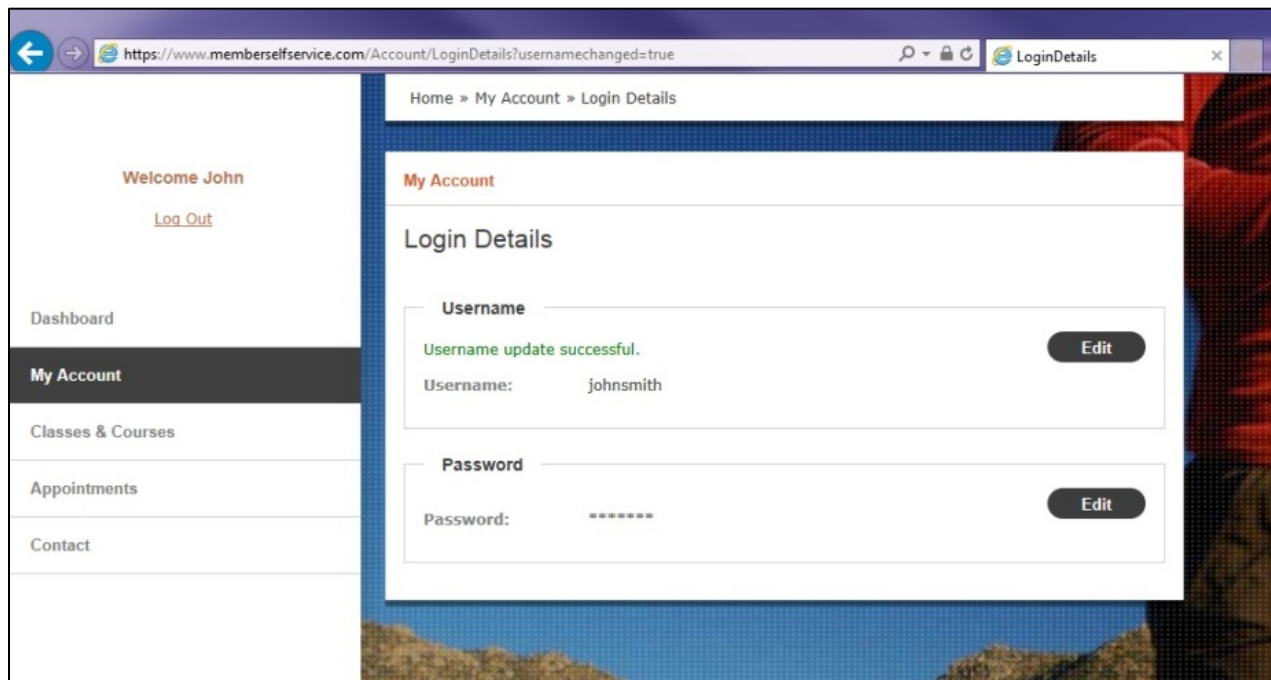 https://www.memberselfservice.com/Account/LoginDetails?usernamechanged=true
LoginDetails
Home » My Account » Login Details
Welcome John
Log Out
Dashboard
My Account
Classes & Courses
Appointments
Contact
My Account
Login Details
Username
Username update successful.
Edit
Username: johnsmith
Password
Edit
Password: *******